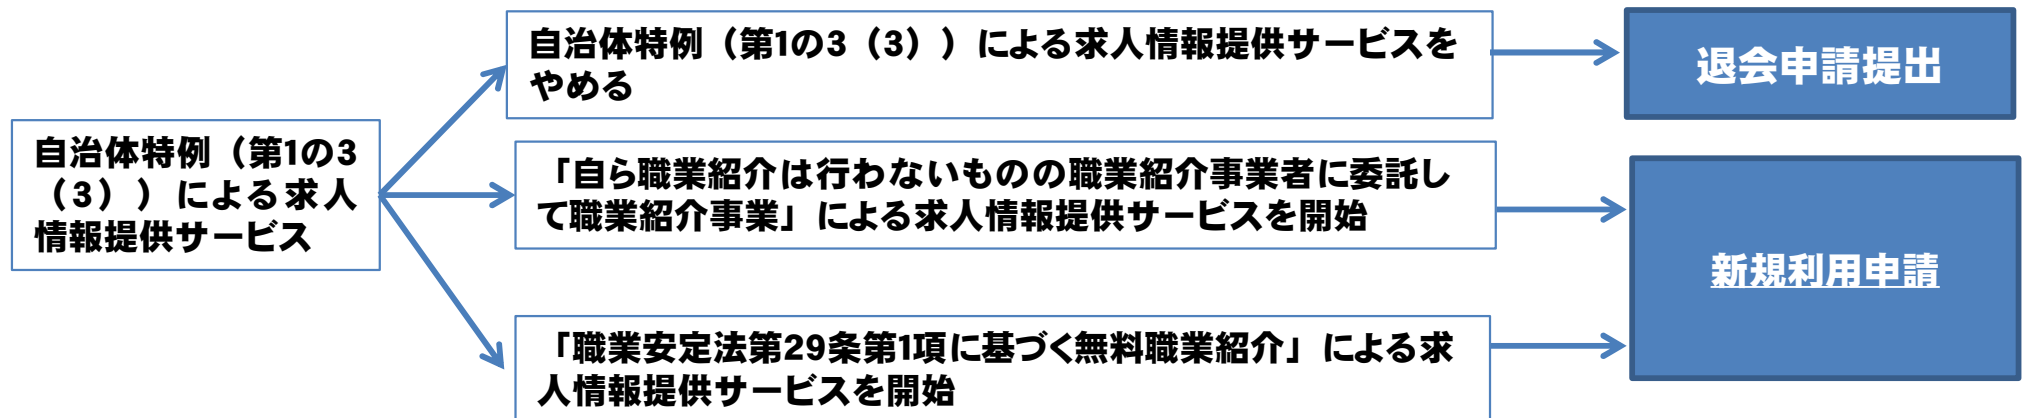 自治体特例（第1の3
（3））による求人
情報提供サービス
自治体特例（第1の3（3））による求人情報提供サービスを
やめる
退会申請提出
「自ら職業紹介は行わないものの職業紹介事業者に委託し
て職業紹介事業」による求人情報提供サービスを開始
「職業安定法第29条第1項に基づく無料職業紹介」による求
人情報提供サービスを開始
新規利用申請